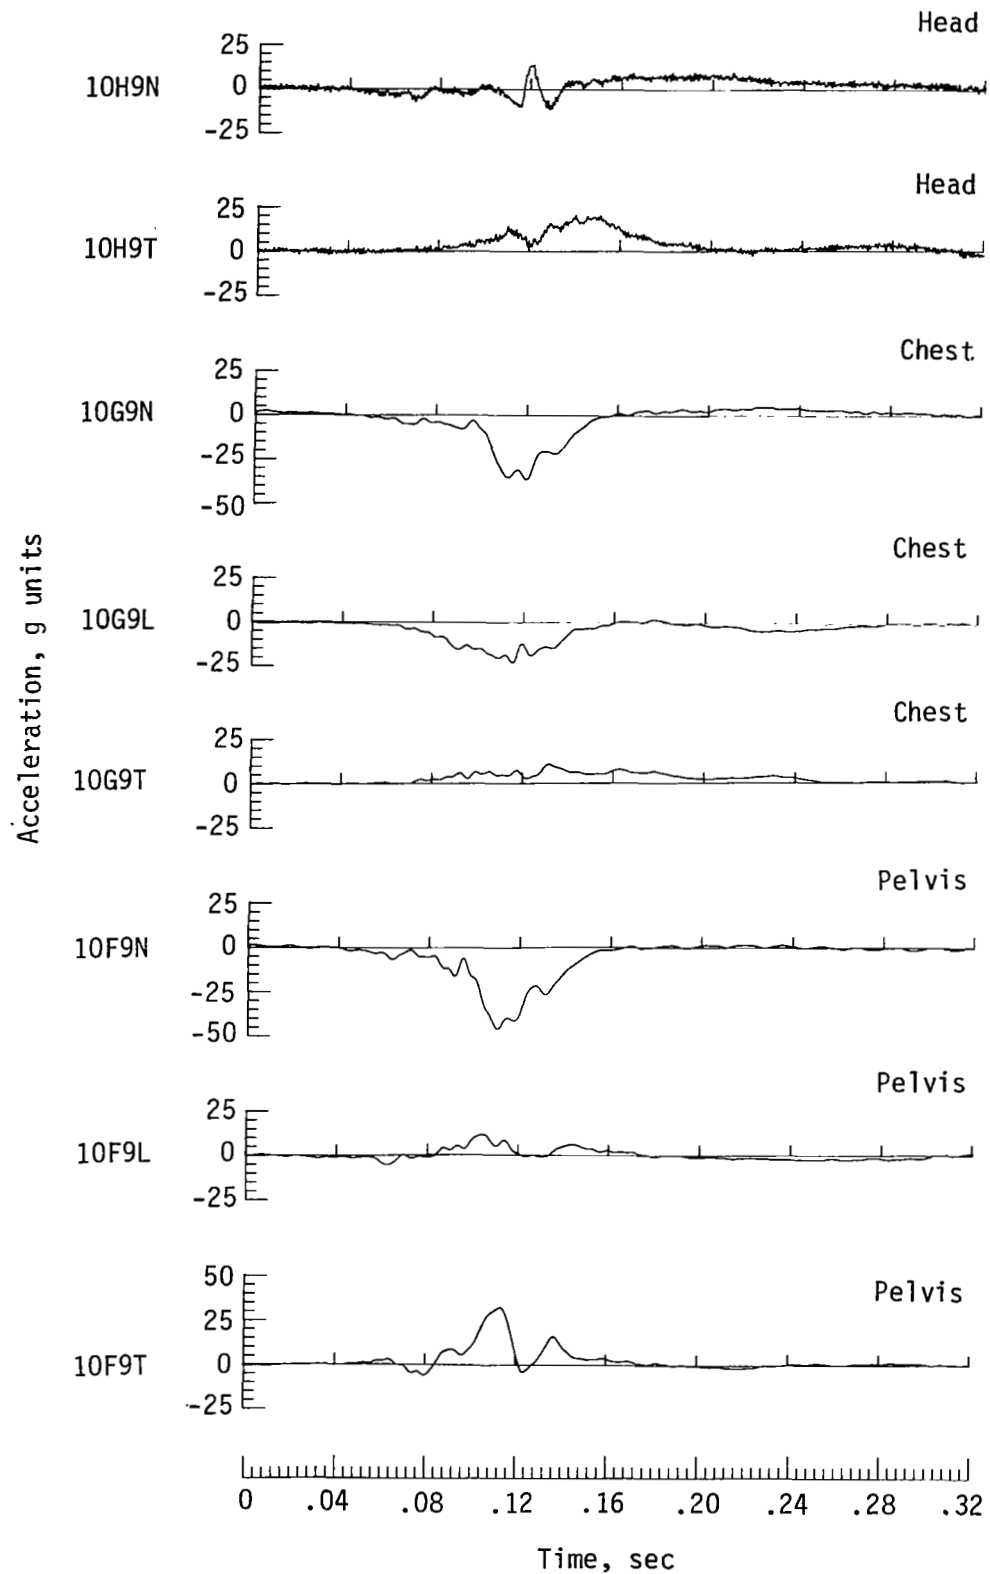 Head
25
10H9N 0
-25
Head
25
10H9T 0
-25
Chest
25
10G9N 0
-25
-50
Chest
25
10G9L 0
-25
Chest
25
10G9T 0
-25
Pelvis
25
10F9N 0
-25
-50
Pelvis
25
10F9L 0
-25
Pelvis
50
25
10F9T 0
-25
Acceleration, g units
0 .04 .08 .12 .16 .20 .24 .28 .32
Time, sec